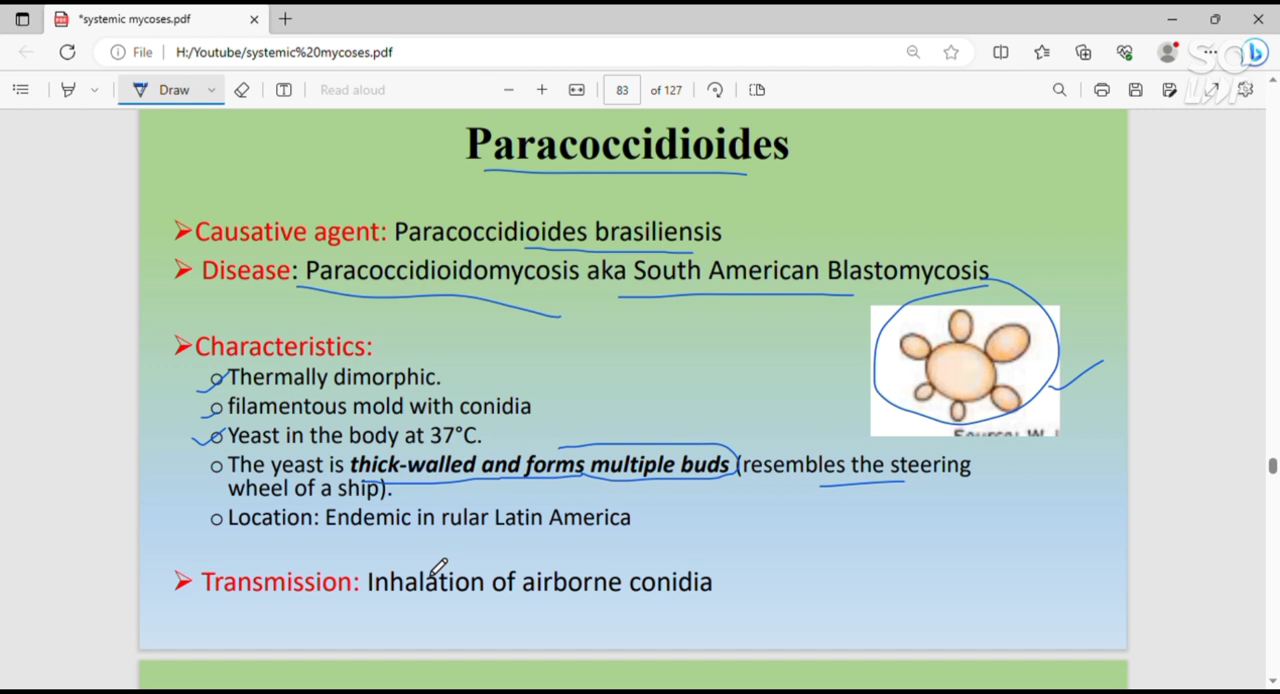 *systemic mycoses.pdf
File | H:/Youtube/systemic%20mycoses.pdf
Draw
Read aloud
83 of 127
Paracoccidioides
Causative agent: Paracoccidioides brasiliensis
Disease: Paracoccidioidomycosis aka South American Blastomycosis
Characteristics:
Thermally dimorphic.
filamentous mold with conidia
Yeast in the body at 37°C.
The yeast is thick-walled and forms multiple buds (resembles the steering
wheel of a ship).
Location: Endemic in rular Latin America
Transmission: Inhalation of airborne conidia